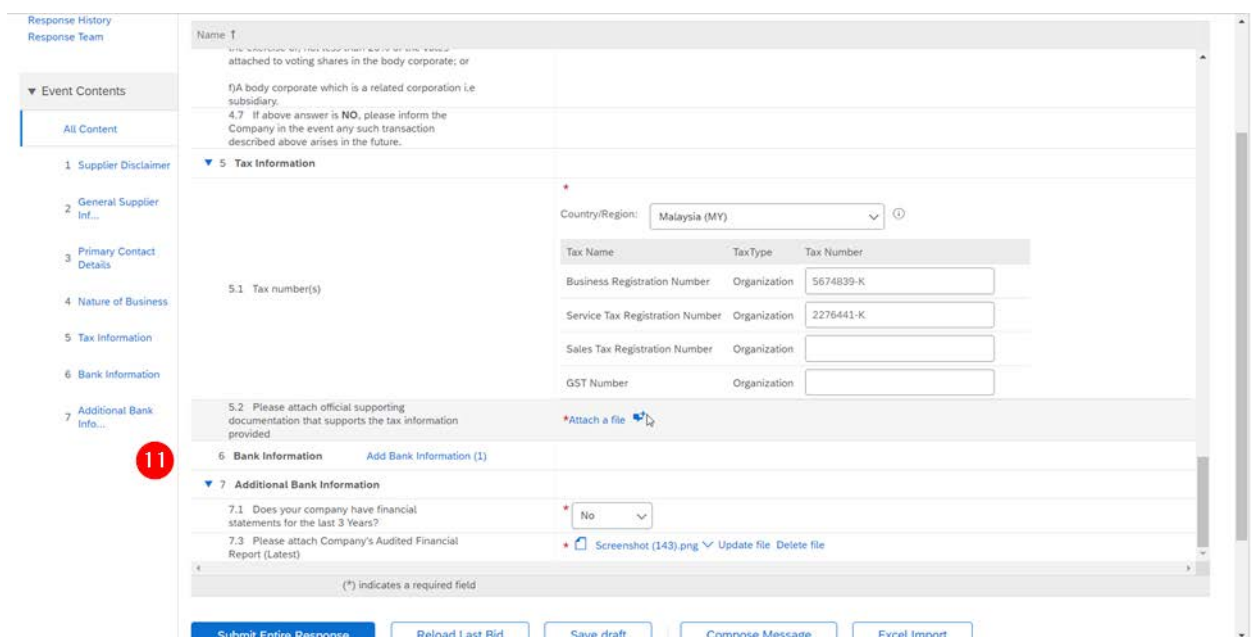 Response History
Response Team
▼ Event Contents
All Content
1 Supplier Disclaimer
2 General Supplier
Inf...
3 Primary Contact
Details
4 Nature of Business
5 Tax Information
6 Bank Information
7 Additional Bank
Info...
11
Name ↑
attached to voting shares in the body corporate; or
f)A body corporate which is a related corporation i.e
subsidiary.
4.7 If above answer is NO, please inform the
Company in the event any such transaction
described above arises in the future.
▼ 5 Tax Information
5.1 Tax number(s)
*
Country/Region: Malaysia (MY)
Tax Name TaxType Tax Number
Business Registration Number Organization 5674839-K
Service Tax Registration Number Organization 2276441-K
Sales Tax Registration Number Organization
GST Number Organization
5.2 Please attach official supporting
documentation that supports the tax information
provided
*Attach a file
6 Bank Information Add Bank Information (1)
▼ 7 Additional Bank Information
7.1 Does your company have financial
statements for the last 3 Years?
* No
7.3 Please attach Company's Audited Financial
Report (Latest)
* Screenshot (143).png Update file Delete file
(*) indicates a required field
Submit Entire Response Reload Last Bid Save draft Compose Message Excel Import